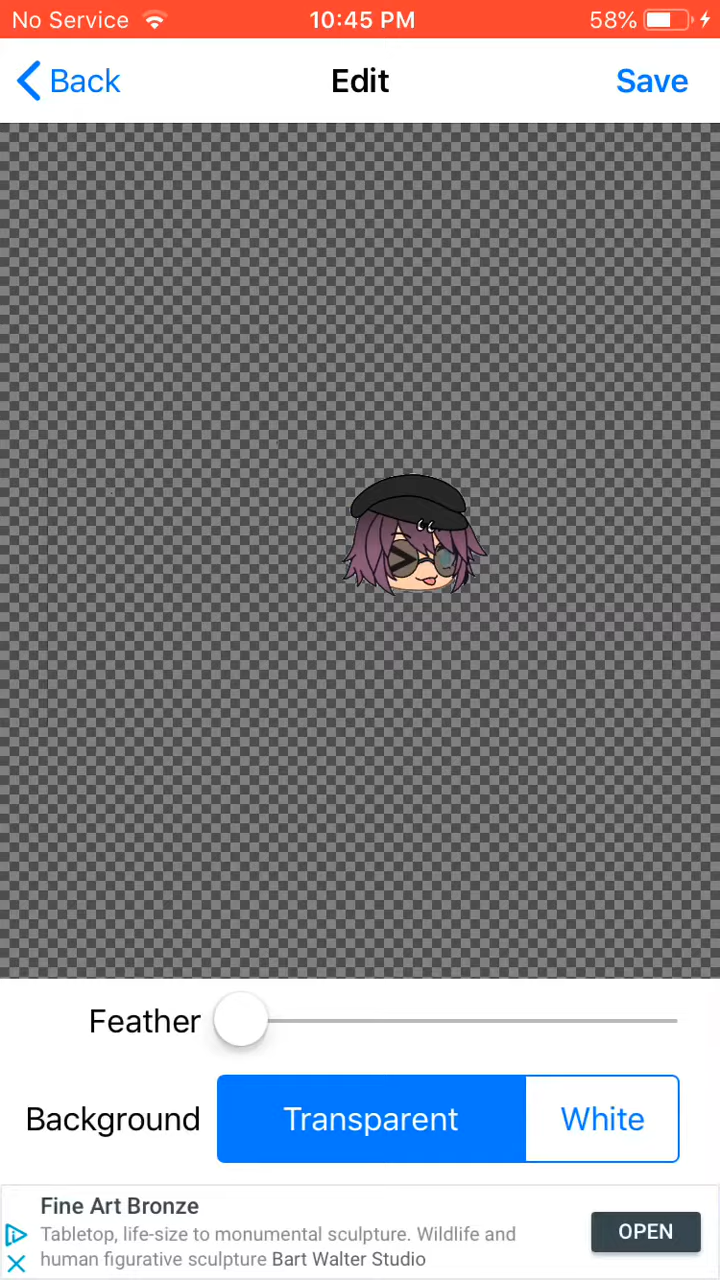 No Service 10:45 PM 58%
Back Edit Save
Feather
Background Transparent White
Fine Art Bronze
Tabletop, life-size to monumental sculpture. Wildlife and
human figurative sculpture Bart Walter Studio
OPEN